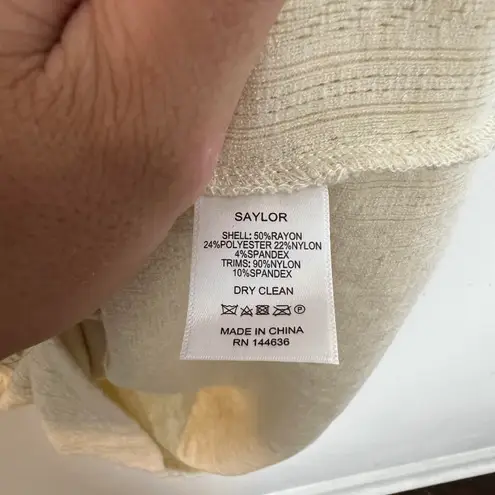 SAYLOR
SHELL: 50%RAYON
24%POLYESTER 22%NYLON
4%SPANDEX
TRIMS: 90%NYLON
10%SPANDEX
DRY CLEAN
P
MADE IN CHINA
RN 144636